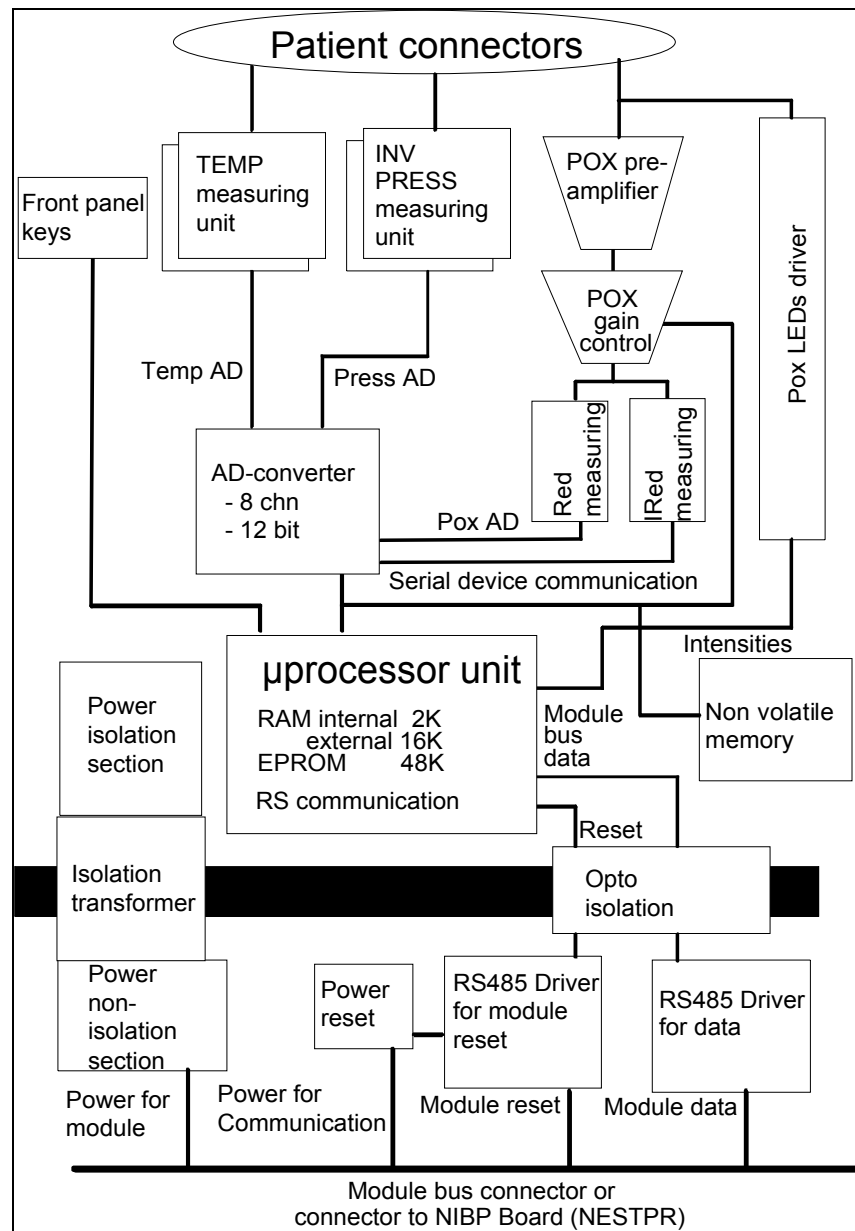 Patient connectors
TEMP
measuring
unit
INV
PRESS
measuring
unit
POX pre-
amplifier
Front panel
keys
POX
gain
control
Pox LEDs driver
Temp AD
Press AD
Red
measuring
IRed
measuring
AD-converter
- 8 chn
- 12 bit
Pox AD
Serial device communication
Intensities
µprocessor unit
RAM internal 2K
external 16K
EPROM 48K
RS communication
Module
bus
data
Non volatile
memory
Power
isolation
section
Reset
Isolation
transformer
Opto
isolation
Power
non-
isolation
section
Power
reset
RS485 Driver
for module
reset
RS485 Driver
for data
Power for
module
Power for
Communication
Module reset
Module data
Module bus connector or
connector to NIBP Board (NESTPR)